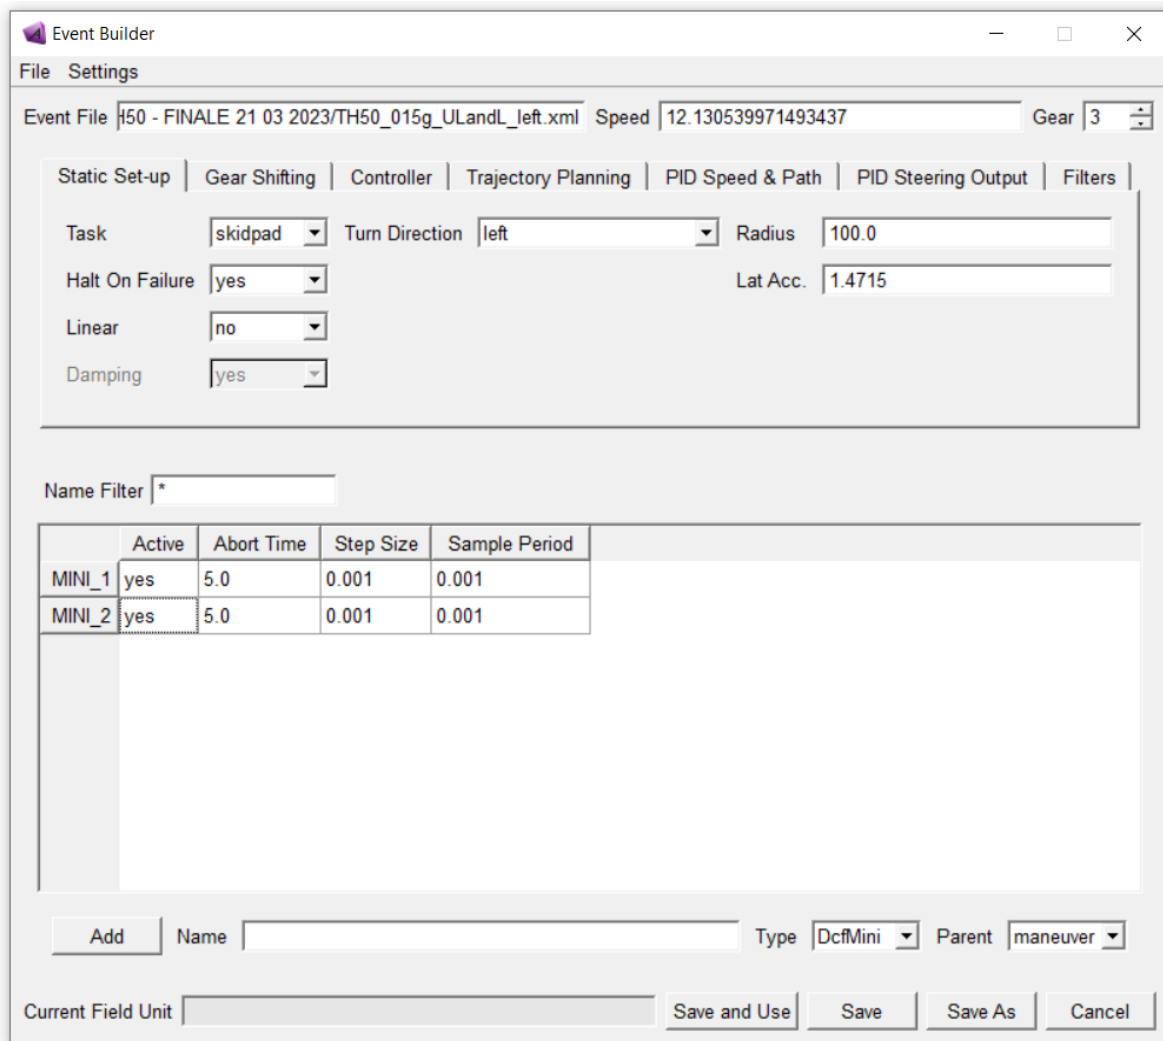 Event Builder
File Settings
Event File H50 - FINALE 21 03 2023/TH50_015g_ULandL_left.xml Speed 12.130539971493437 Gear 3
Static Set-up Gear Shifting Controller Trajectory Planning PID Speed & Path PID Steering Output Filters
Task skidpad Turn Direction left Radius 100.0
Halt On Failure yes Lat Acc. 1.4715
Linear no
Damping yes
Name Filter *
Active Abort Time Step Size Sample Period
MINI_1 yes 5.0 0.001 0.001
MINI_2 yes 5.0 0.001 0.001
Add Name Type DcfMini Parent maneuver
Current Field Unit Save and Use Save Save As Cancel